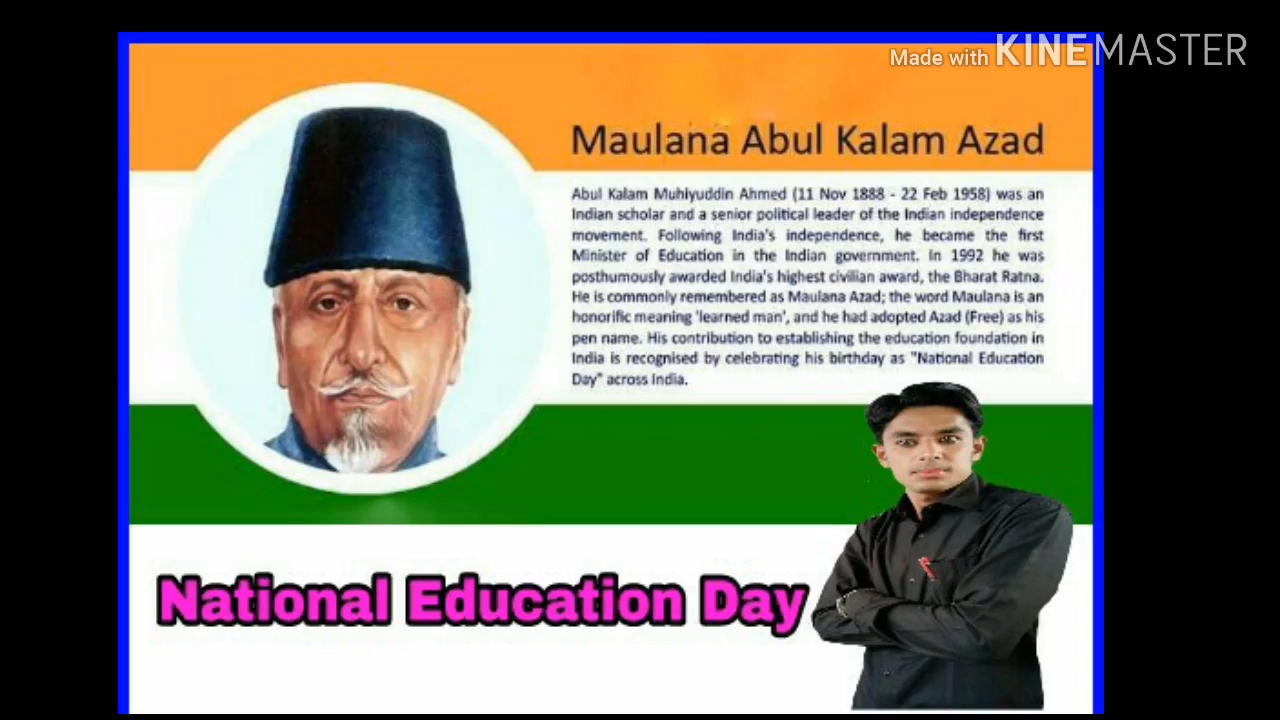 Made with KINEMASTER
Maulana Abul Kalam Azad
Abul Kalam Muhiyuddin Ahmed (11 Nov 1888 - 22 Feb 1958) was an
Indian scholar and a senior political leader of the Indian independence
movement. Following India's independence, he became the first
Minister of Education in the Indian government. In 1992 he was
posthumously awarded India's highest civilian award, the Bharat Ratna.
He is commonly remembered as Maulana Azad; the word Maulana is an
honorific meaning 'learned man', and he had adopted Azad (Free) as his
pen name. His contribution to establishing the education foundation in
India is recognised by celebrating his birthday as "National Education
Day" across India.
National Education Day